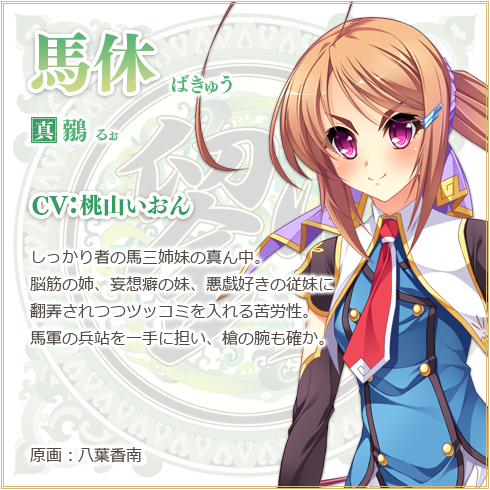 馬休 ばきゅう
真 鶸 るぉ
CV:桃山いおん
しっかり者の馬三姉妹の真ん中。
脳筋の姉、妄想癖の妹、悪戯好きの従妹に
翻弄されつつツッコミを入れる苦労性。
馬軍の兵站を一手に担い、槍の腕も確か。
原画：八葉香南